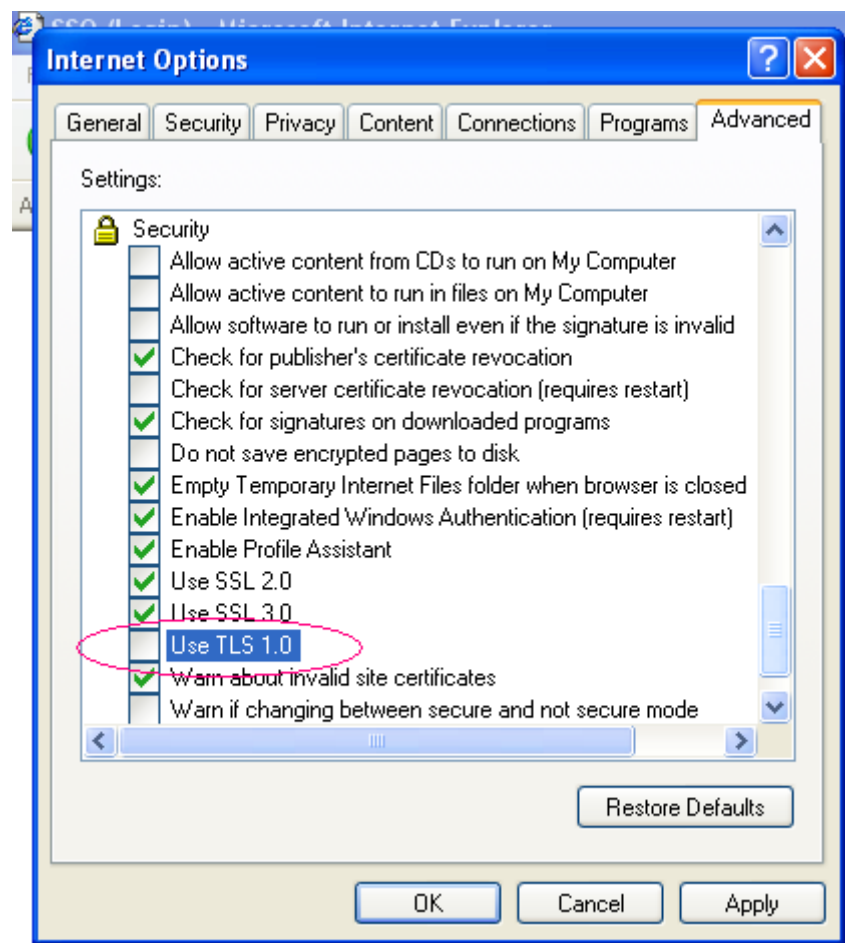 Internet Options
General Security Privacy Content Connections Programs Advanced
Settings:
Security
Allow active content from CDs to run on My Computer
Allow active content to run in files on My Computer
Allow software to run or install even if the signature is invalid
Check for publisher's certificate revocation
Check for server certificate revocation (requires restart)
Check for signatures on downloaded programs
Do not save encrypted pages to disk
Empty Temporary Internet Files folder when browser is closed
Enable Integrated Windows Authentication (requires restart)
Enable Profile Assistant
Use SSL 2.0
Use SSL 3.0
Use TLS 1.0
Warn about invalid site certificates
Warn if changing between secure and not secure mode
Restore Defaults
OK Cancel Apply